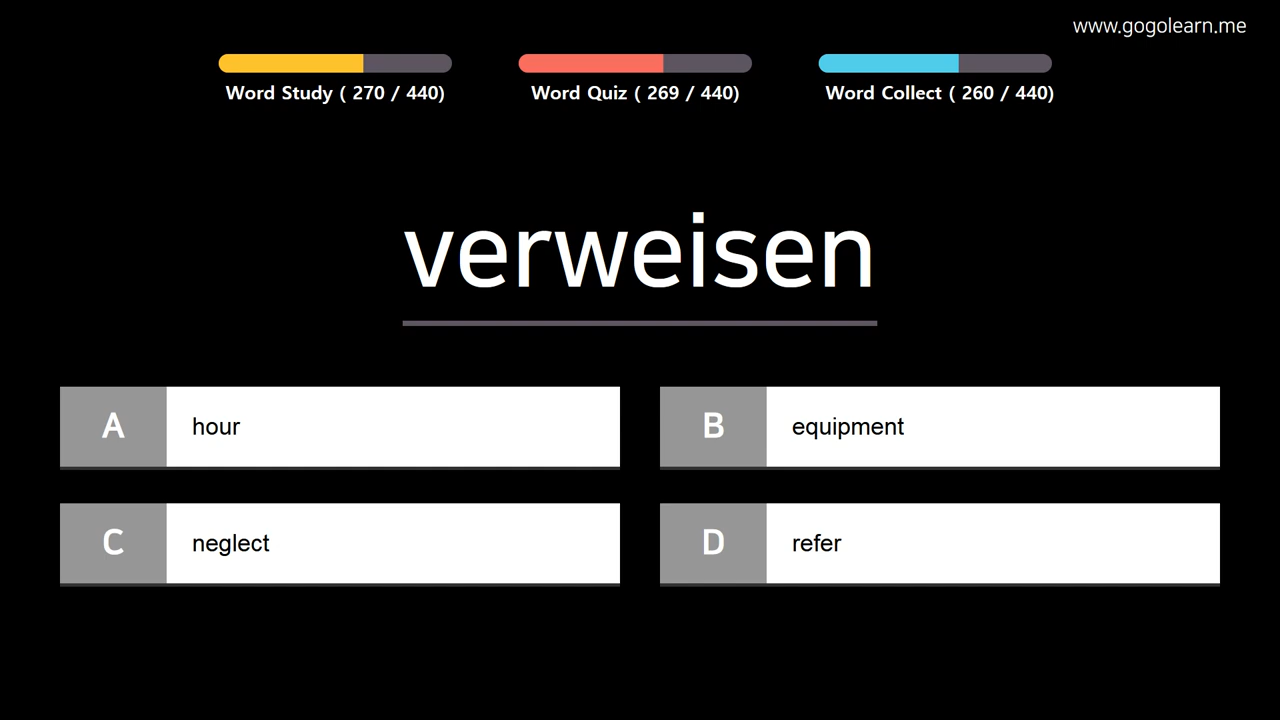 www.gogolearn.me
Word Study ( 270 / 440)
Word Quiz ( 269 / 440)
Word Collect ( 260 / 440)
verweisen
A hour
B equipment
C neglect
D refer